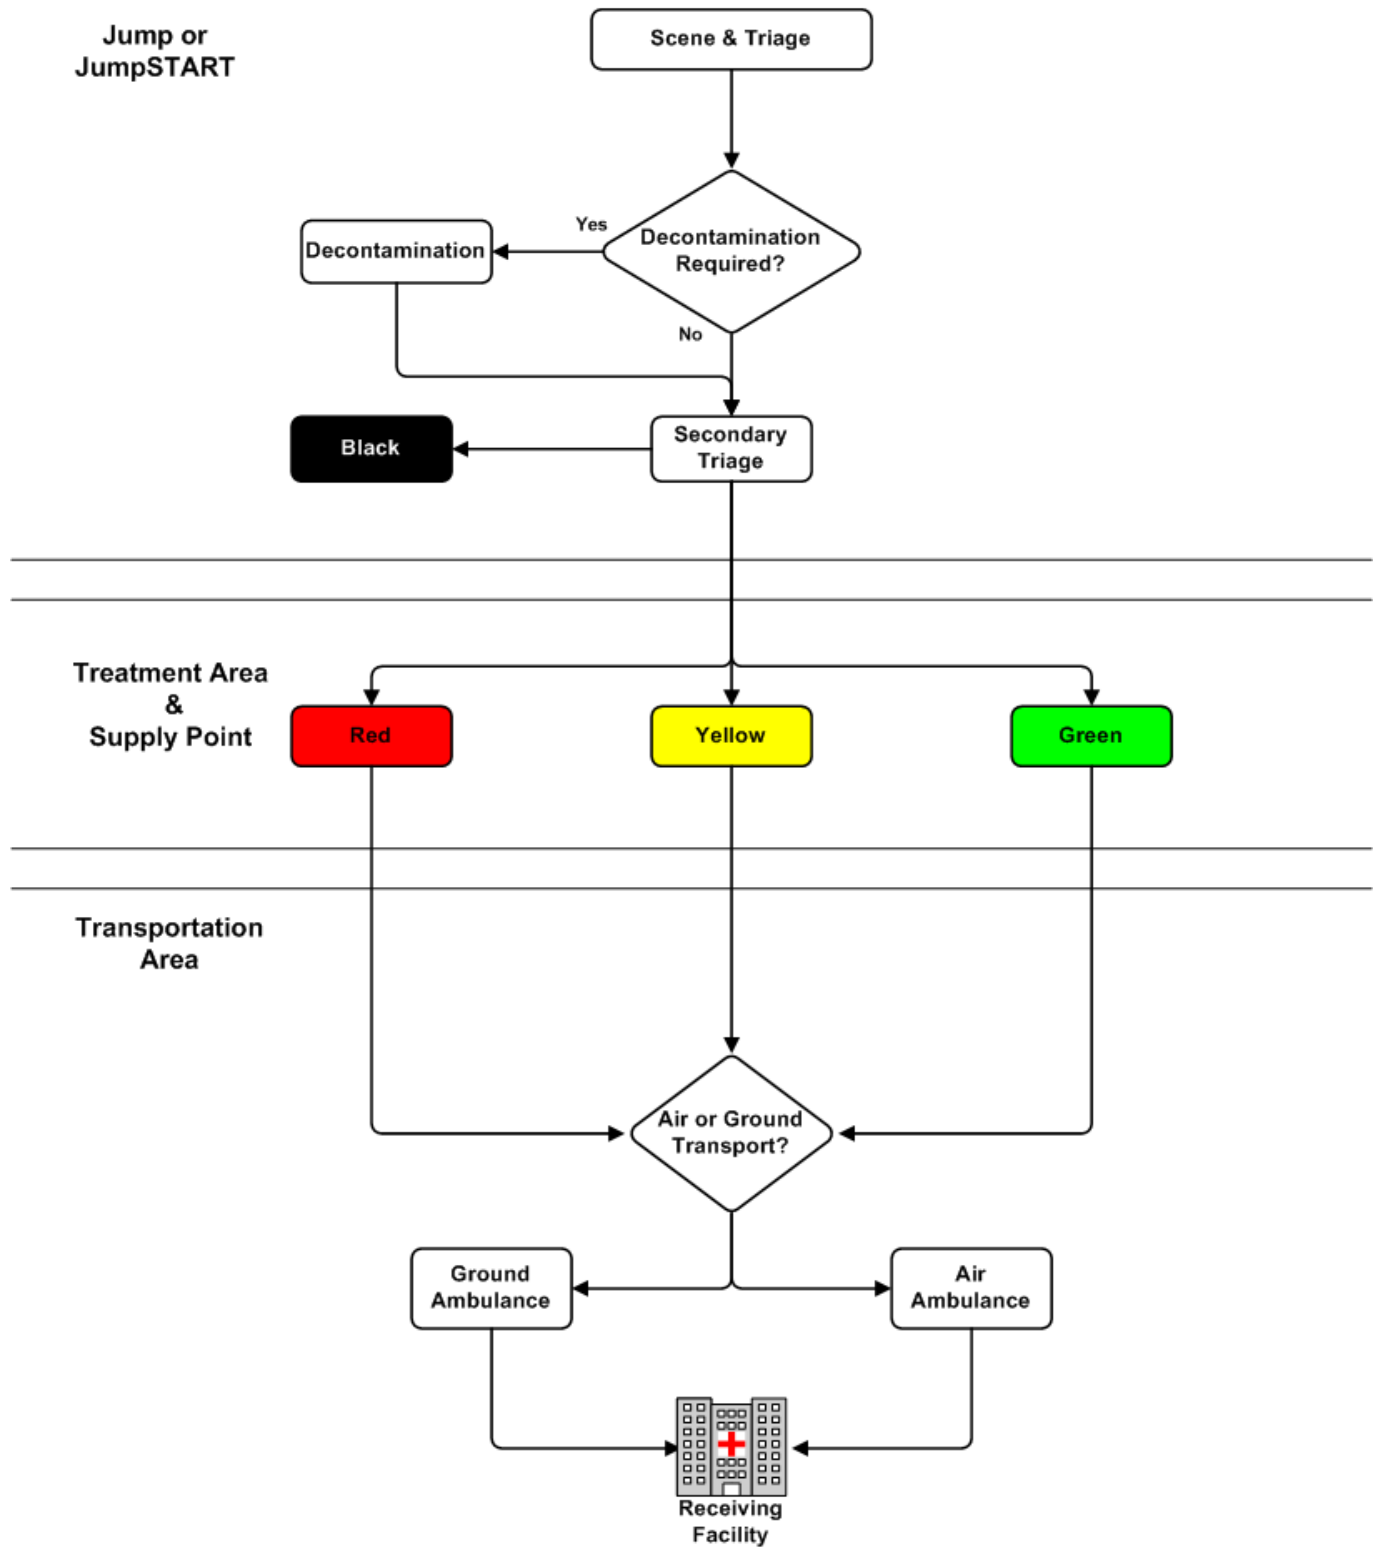 Jump or
JumpSTART
Scene & Triage
Decontamination
Required?
Yes
Decontamination
No
Secondary
Triage
Black
Treatment Area
&
Supply Point
Red
Yellow
Green
Transportation
Area
Air or Ground
Transport?
Ground
Ambulance
Air
Ambulance
Receiving
Facility